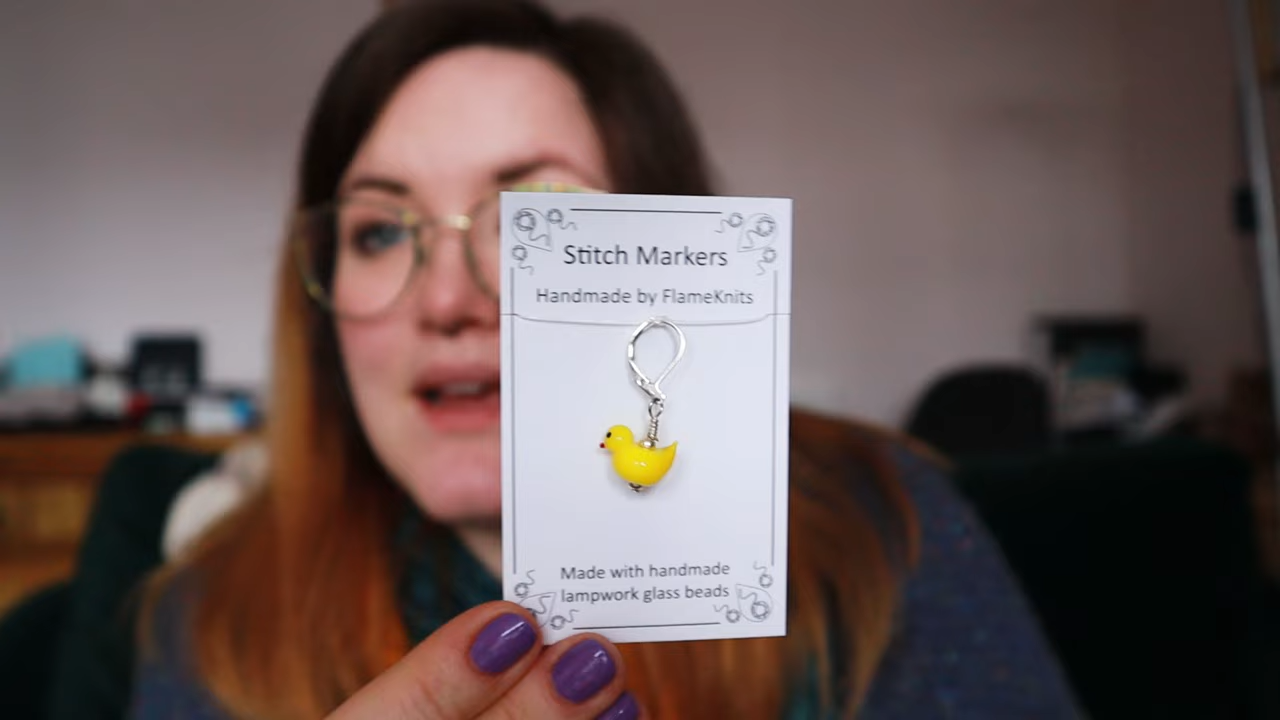 Stitch Markers
Handmade by FlameKnits
Made with handmade
lampwork glass beads